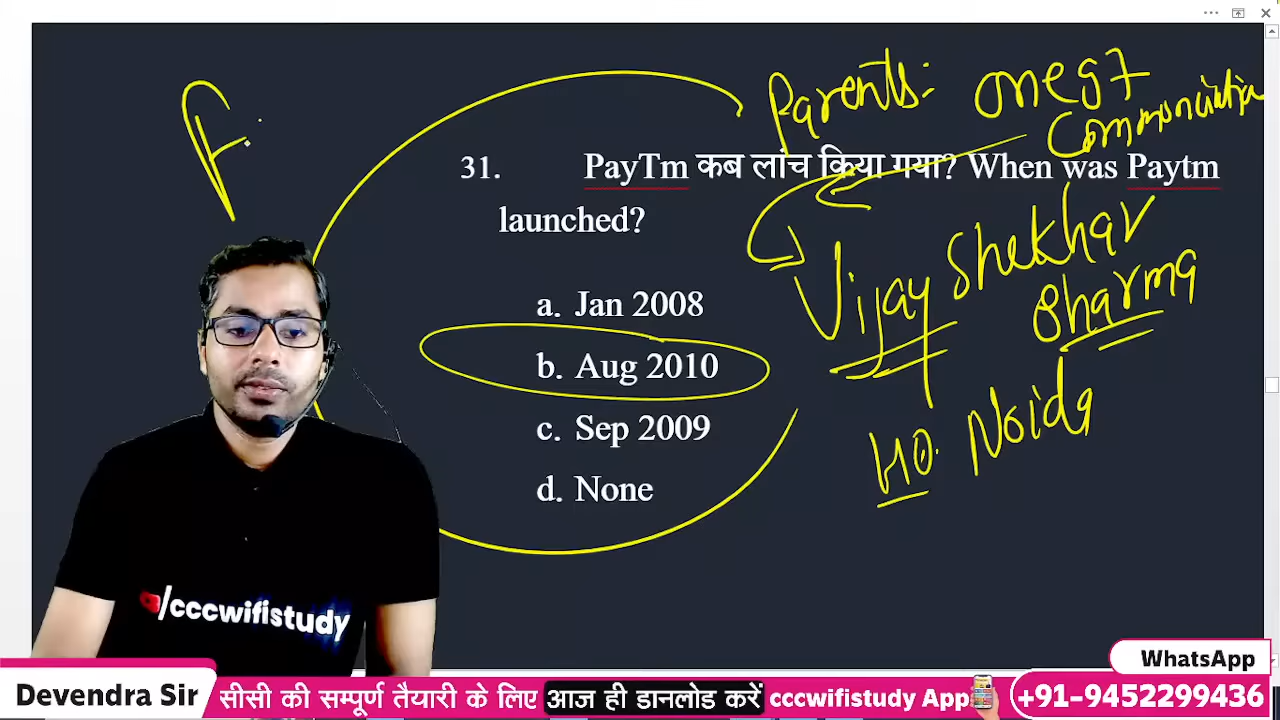 Parents:- one97
Communication
31. PayTm कब लांच किया गया? When was Paytm
launched?
Vijay Shekhar
Sharma
a. Jan 2008
b. Aug 2010
c. Sep 2009
d. None
HO. Noida
/cccwifistudy
WhatsApp
Devendra Sir सीसी की सम्पूर्ण तैयारी के लिए आज ही डानलोड करें cccwifistudy App +91-9452299436